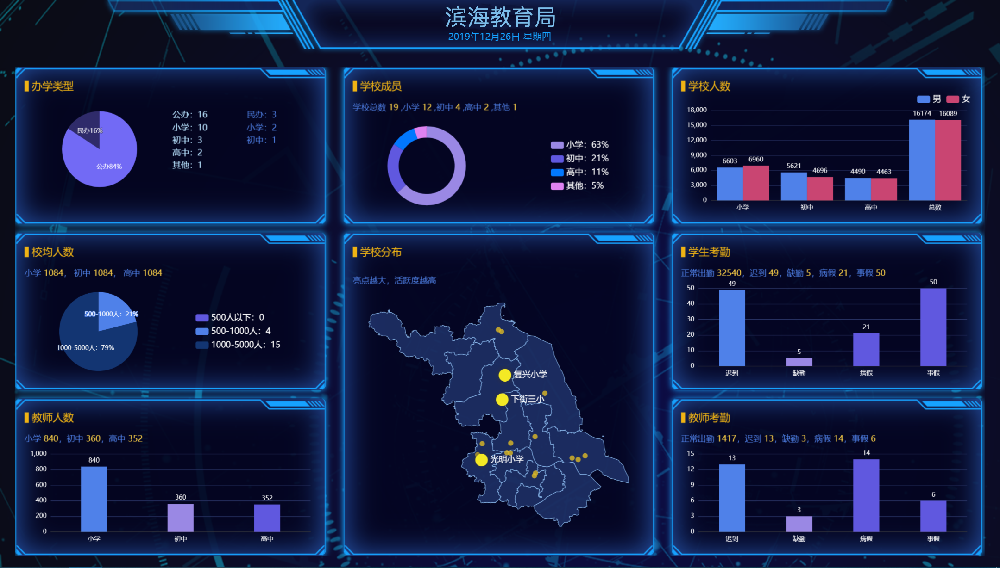 滨海教育局
2019年12月26日 星期四
办学类型
民办16%
公办84%
公办：16
民办：3
小学：10
小学：2
初中：3
初中：1
高中：2
其他：1
学校成员
学校总数 19 ,小学 12 ,初中 4 ,高中 2 ,其他 1
小学：63%
初中：21%
高中：11%
其他：5%
学校人数
男 女
18,000
15,000
12,000
9,000
6,000
3,000
0
6603 6960
5621 4696
4490 4463
16174 16089
小学 初中 高中 总数
校均人数
小学 1084， 初中 1084， 高中 1084
500-1000人：21%
1000-5000人：79%
500人以下：0
500-1000人：4
1000-5000人：15
学校分布
亮点越大，活跃度越高
复兴小学
下街三小
光明小学
学生考勤
正常出勤 32540，迟到 49，缺勤 5，病假 21，事假 50
50
40
30
20
10
0
49 5 21 50
迟到 缺勤 病假 事假
教师人数
小学 840，初中 360，高中 352
1,000
800
600
400
200
0
840 360 352
小学 初中 高中
教师考勤
正常出勤 1417，迟到 13，缺勤 3，病假 14，事假 6
15
12
9
6
3
0
13 3 14 6
迟到 缺勤 病假 事假